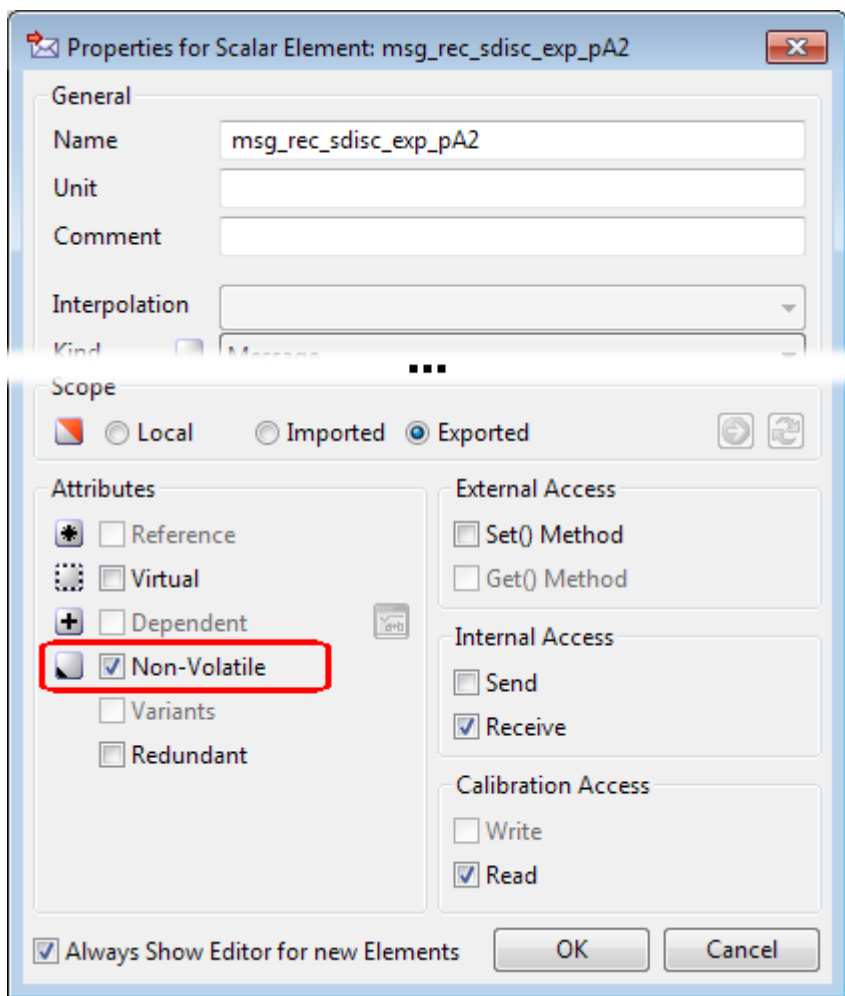 Properties for Scalar Element: msg_rec_sdisc_exp_pA2
General
Name msg_rec_sdisc_exp_pA2
Unit
Comment
Interpolation
Kind Message
...
Scope
Local Imported Exported
Attributes
Reference
Virtual
Dependent
Non-Volatile
Variants
Redundant
External Access
Set() Method
Get() Method
Internal Access
Send
Receive
Calibration Access
Write
Read
Always Show Editor for new Elements OK Cancel